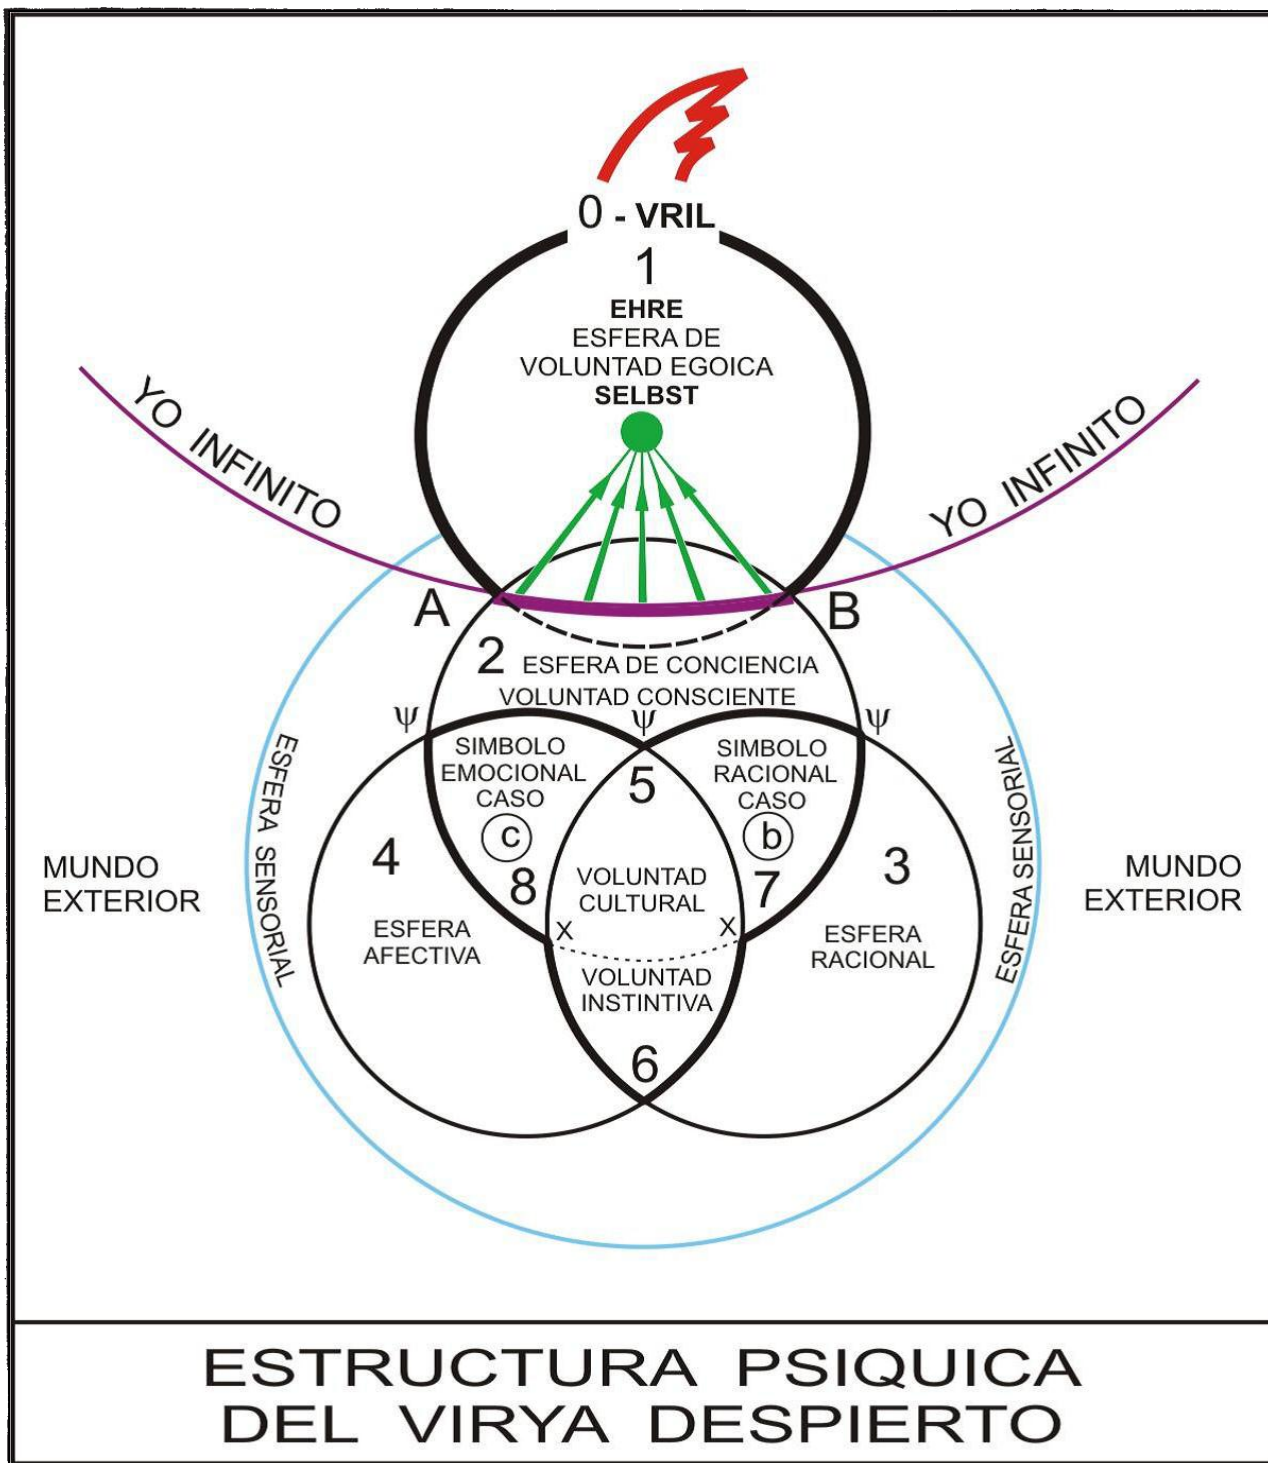 0 - VRIL
1
EHRE
ESFERA DE
VOLUNTAD EGOICA
SELBST
YO INFINITO
YO INFINITO
A
B
2 ESFERA DE CONCIENCIA
VOLUNTAD CONSCIENTE
Ψ
Ψ
Ψ
ESFERA SENSORIAL
SIMBOLO
EMOCIONAL
CASO
c
8
5
SIMBOLO
RACIONAL
CASO
b
7
ESFERA SENSORIAL
MUNDO
EXTERIOR
4
ESFERA
AFECTIVA
VOLUNTAD
CULTURAL
X
X
3
ESFERA
RACIONAL
MUNDO
EXTERIOR
VOLUNTAD
INSTINTIVA
6
ESTRUCTURA PSIQUICA
DEL VIRYA DESPIERTO